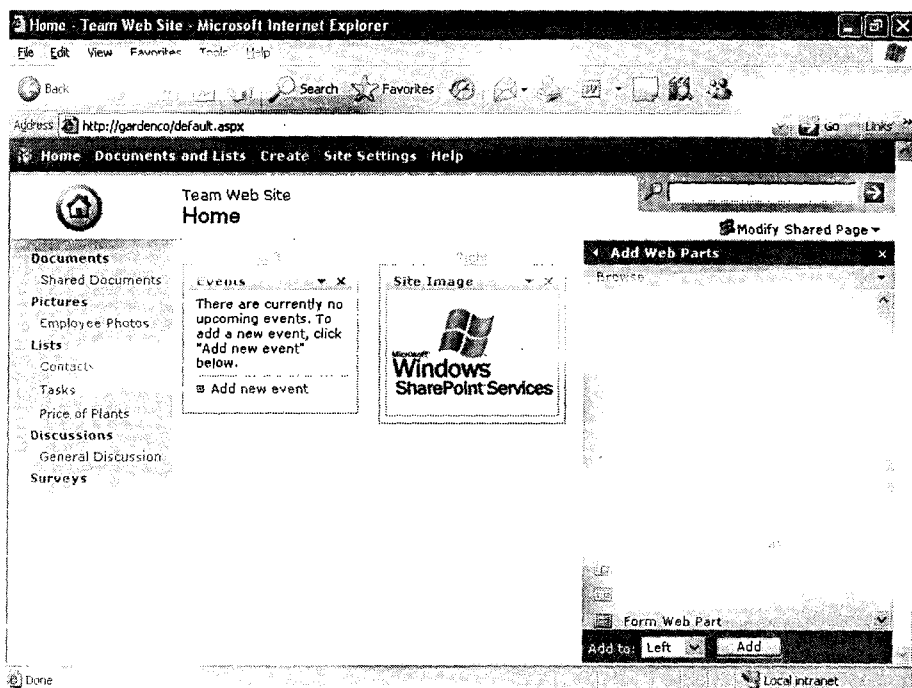 Home - Team Web Site - Microsoft Internet Explorer
File Edit View Favorites Tools Help
Back Search Favorites
Address http://gardenco/default.aspx Go Links
Home Documents and Lists Create Site Settings Help
Team Web Site
Home
Modify Shared Page
Documents
Shared Documents
Pictures
Employee Photos
Lists
Contacts
Tasks
Price of Plants
Discussions
General Discussion
Surveys
Left
Events
There are currently no
upcoming events. To
add a new event, click
"Add new event"
below.
Add new event
Right
Site Image
Microsoft
Windows
SharePoint Services
Add Web Parts
Browse
Form Web Part
Add to: Left Add
Done Local intranet